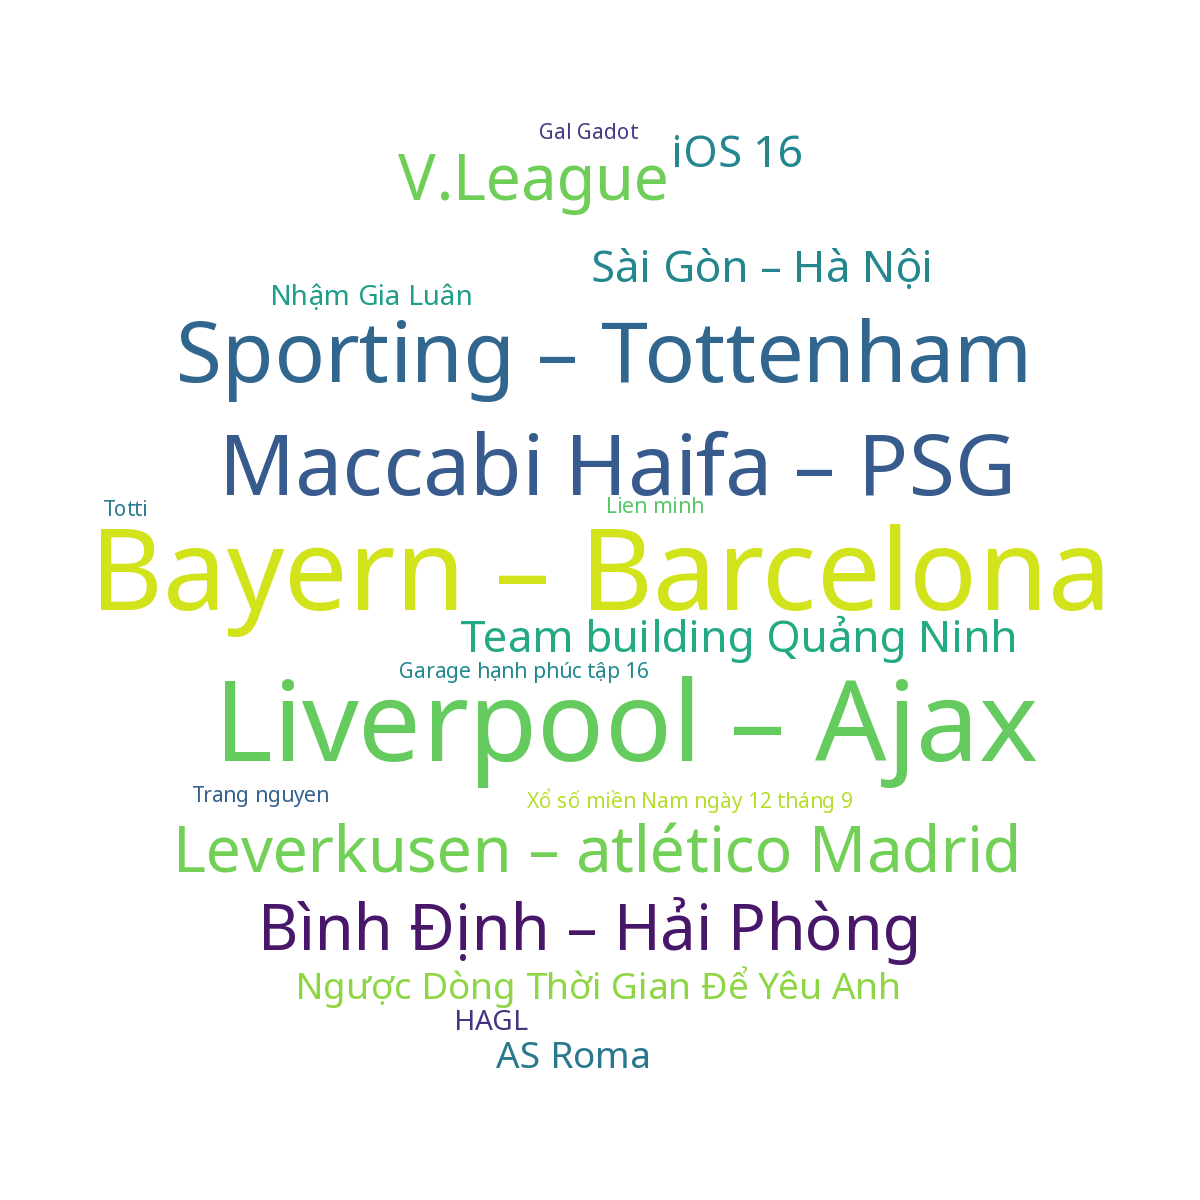 Gal Gadot
iOS 16
V.League
Sài Gòn – Hà Nội
Nhậm Gia Luân
Sporting – Tottenham
Maccabi Haifa – PSG
Totti
Lien minh
Bayern – Barcelona
Team building Quảng Ninh
Garage hạnh phúc tập 16
Liverpool – Ajax
Trang nguyen
Xổ số miền Nam ngày 12 tháng 9
Leverkusen – atlético Madrid
Bình Định – Hải Phòng
Ngược Dòng Thời Gian Để Yêu Anh
HAGL
AS Roma